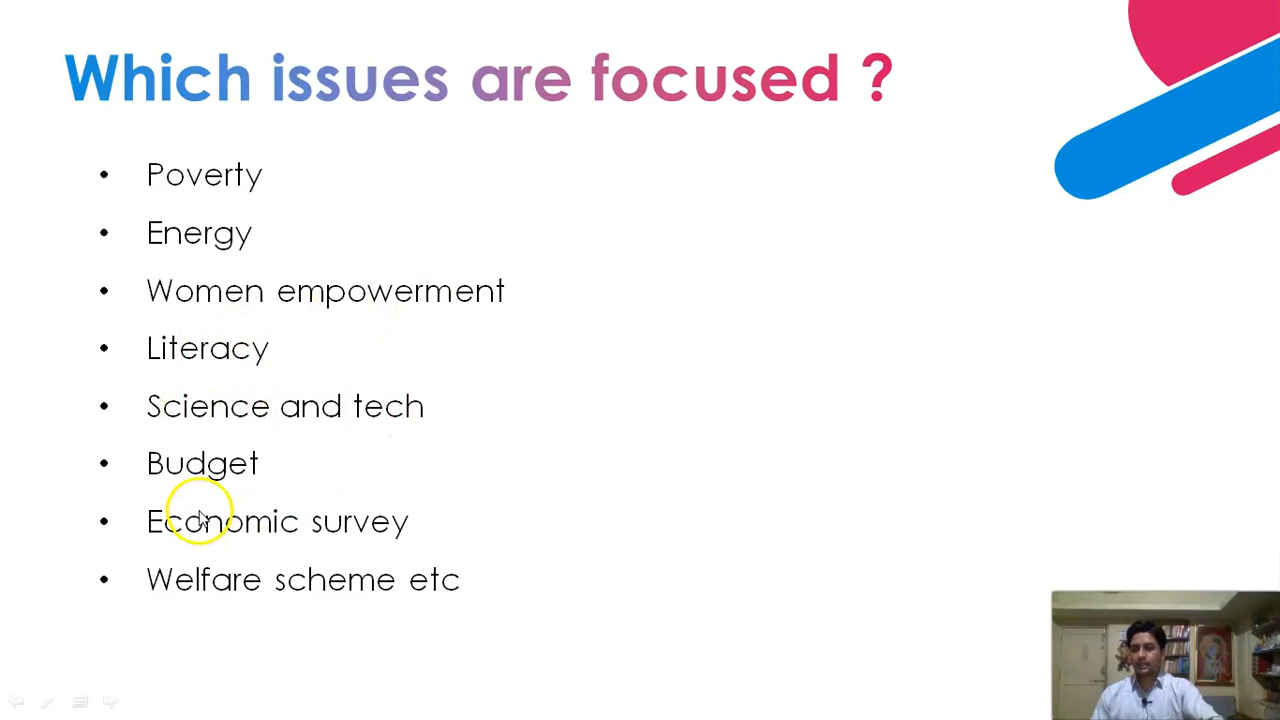 Which issues are focused ?
• Poverty
• Energy
• Women empowerment
• Literacy
• Science and tech
• Budget
• Economic survey
• Welfare scheme etc